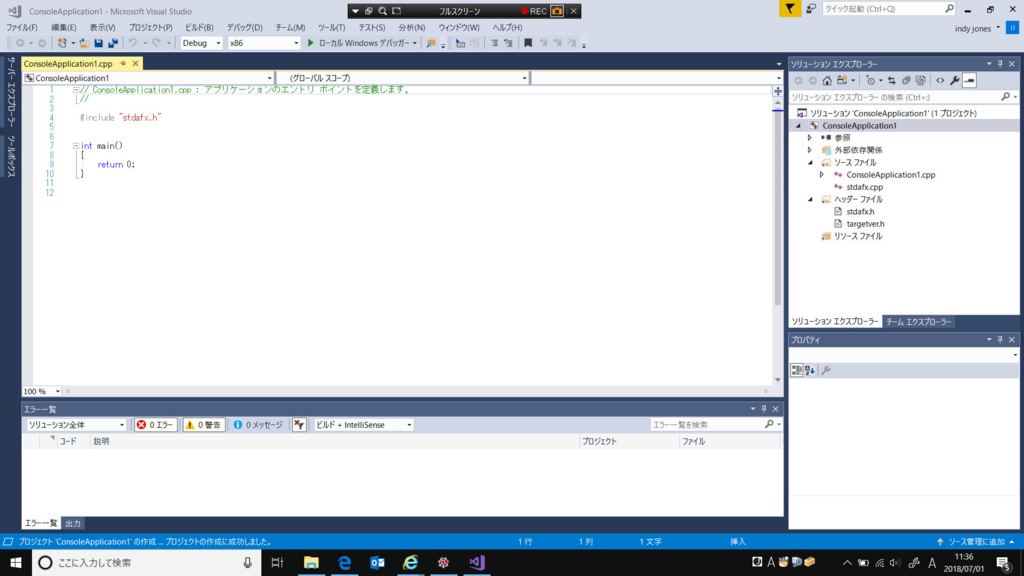 ConsoleApplication1 - Microsoft Visual Studio
フルスクリーン REC
クイック起動 (Ctrl+Q)
ファイル(F) 編集(E) 表示(V) プロジェクト(P) ビルド(B) デバッグ(D) チーム(M) ツール(T) テスト(S) 分析(N) ウィンドウ(W) ヘルプ(H)
indy jones
U
Debug x86 ローカル Windows デバッガー
サーバー エクスプローラー
ツールボックス
ConsoleApplication1.cpp
ConsoleApplication1 (グローバル スコープ)
1 // ConsoleApplication1.cpp : アプリケーションのエントリ ポイントを定義します。
2 //
3
4 #include "stdafx.h"
5
6
7 int main()
8 {
9 return 0;
10 }
11
12
100 %
ソリューション エクスプローラー
ソリューション エクスプローラー の検索 (Ctrl+;)
ソリューション 'ConsoleApplication1' (1 プロジェクト)
ConsoleApplication1
参照
外部依存関係
ソース ファイル
ConsoleApplication1.cpp
stdafx.cpp
ヘッダー ファイル
stdafx.h
targetver.h
リソース ファイル
ソリューション エクスプローラー チーム エクスプローラー
プロパティ
エラー一覧
ソリューション全体 0 エラー 0 警告 0 メッセージ ビルド + IntelliSense エラー一覧を検索
コード 説明 プロジェクト ファイル
エラー一覧 出力
プロジェクト 'ConsoleApplication1' の作成 ... プロジェクトの作成に成功しました。 1 行 1 列 1 文字 挿入 ソース管理に追加
ここに入力して検索
A
A
11:36
2018/07/01
5